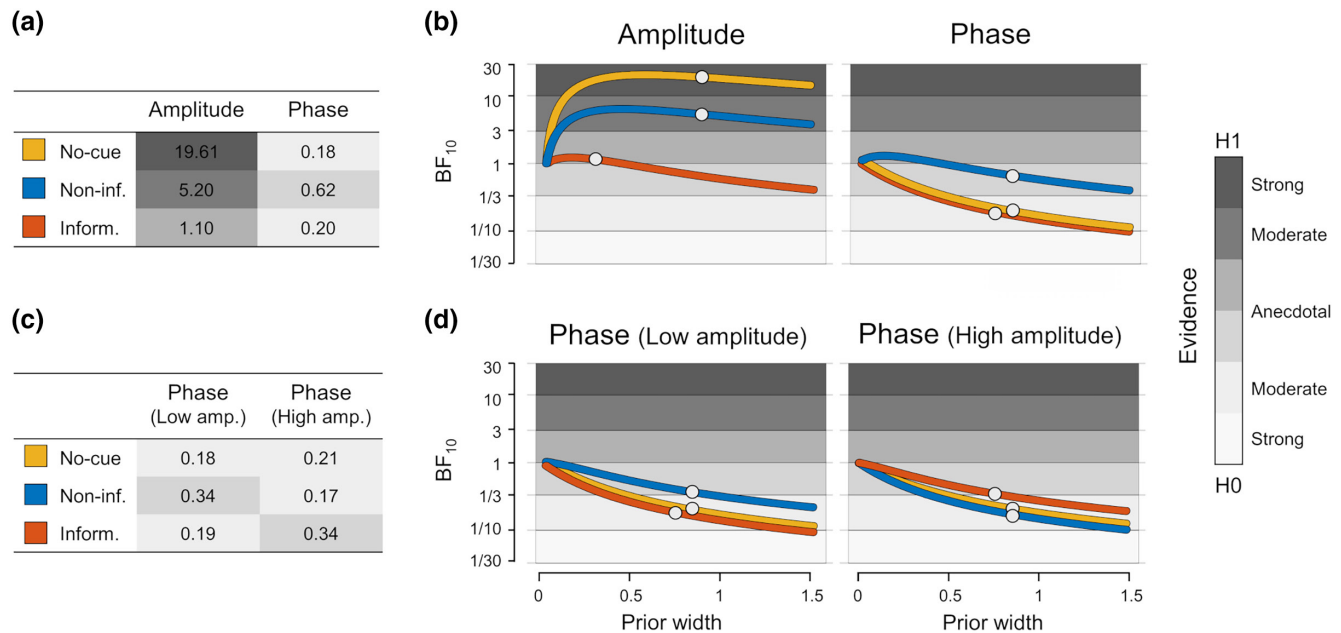 (a)
Amplitude Phase
No-cue 19.61 0.18
Non-inf. 5.20 0.62
Inform. 1.10 0.20
(b)
Amplitude Phase
30
10
3
1
1/3
1/10
1/30
BF10
H1
Strong
Moderate
Anecdotal
Moderate
Strong
H0
Evidence
(c)
Phase Phase
(Low amp.) (High amp.)
No-cue 0.18 0.21
Non-inf. 0.34 0.17
Inform. 0.19 0.34
(d)
Phase (Low amplitude) Phase (High amplitude)
30
10
3
1
1/3
1/10
1/30
BF10
0 0.5 1 1.5 0 0.5 1 1.5
Prior width Prior width